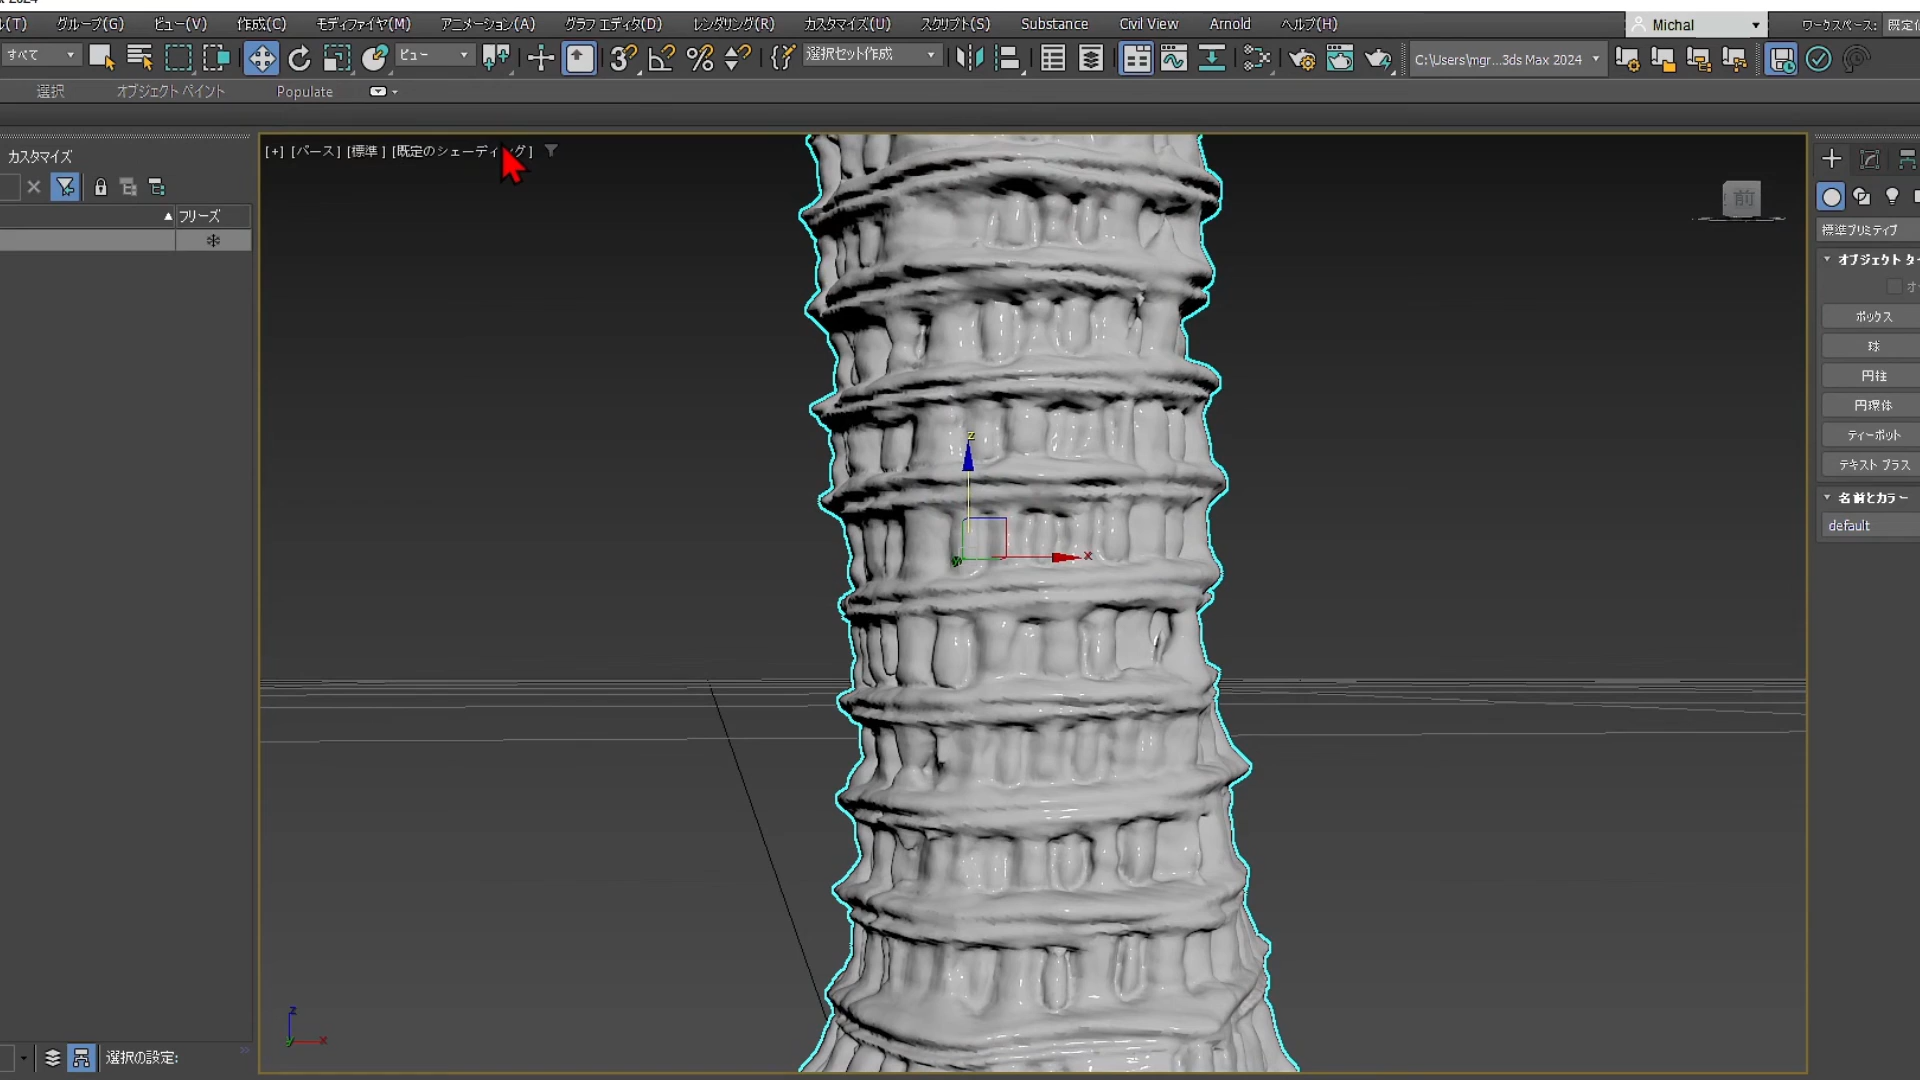 (T) グループ(G) ビュー(V) 作成(C) モディファイヤ(M) アニメーション(A) グラフ エディタ(D) レンダリング(R) カスタマイズ(U) スクリプト(S) Substance Civil View Arnold ヘルプ(H) Michal ワークスペース: 既定
すべて ビュー 選択セット作成 C:\Users\mgr...3ds Max 2024
選択 オブジェクト ペイント Populate
カスタマイズ
[+] [パース] [標準] [既定のシェーディング]
フリーズ
前
標準プリミティブ
オブジェクト タ
ボックス
球
円柱
円環体
ティーポット
テキスト プラス
名前とカラー
default
z
x
y
z
x
y
選択の設定: